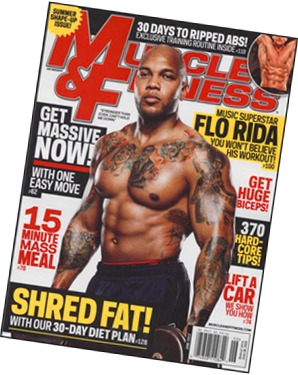 SUMMER
SHAPE-UP
ISSUE!
30 DAYS TO RIPPED ABS!
EXCLUSIVE TRAINING ROUTINE INSIDE
MUSCLE
& FITNESS
GET
MASSIVE
NOW!
WITH ONE
EASY MOVE
MUSIC SUPERSTAR
FLO RIDA
YOU WON'T BELIEVE
HIS WORKOUT!
GET
HUGE
BICEPS!
15
MINUTE
MASS
MEAL
370
HARD-
CORE
TIPS!
LIFT A
CAR
WE SHOW
YOU HOW
SHRED FAT!
WITH OUR 30-DAY DIET PLAN